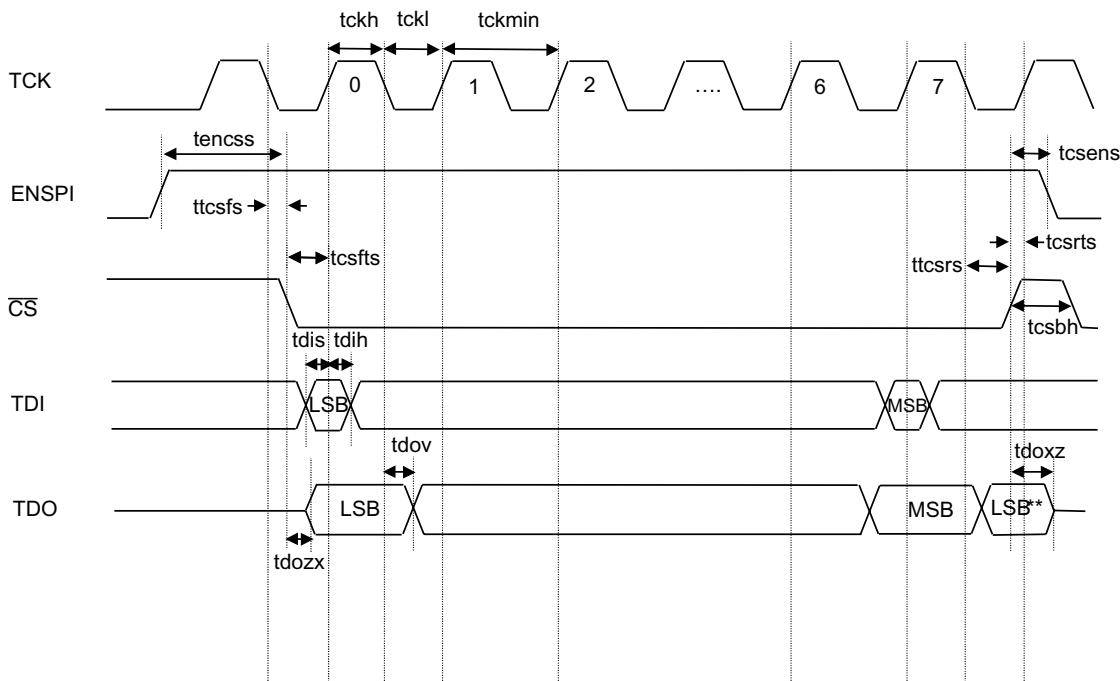 tckh tckl tckmin
TCK 0 1 2 .... 6 7
tencss tcsens
ENSPI
ttcsfs
tcsrts
tcsfts ttcsrs
CS
tcsbh
tdis tdih
TDI LSB MSB
tdov tdoxz
TDO LSB MSB LSB**
tdozx